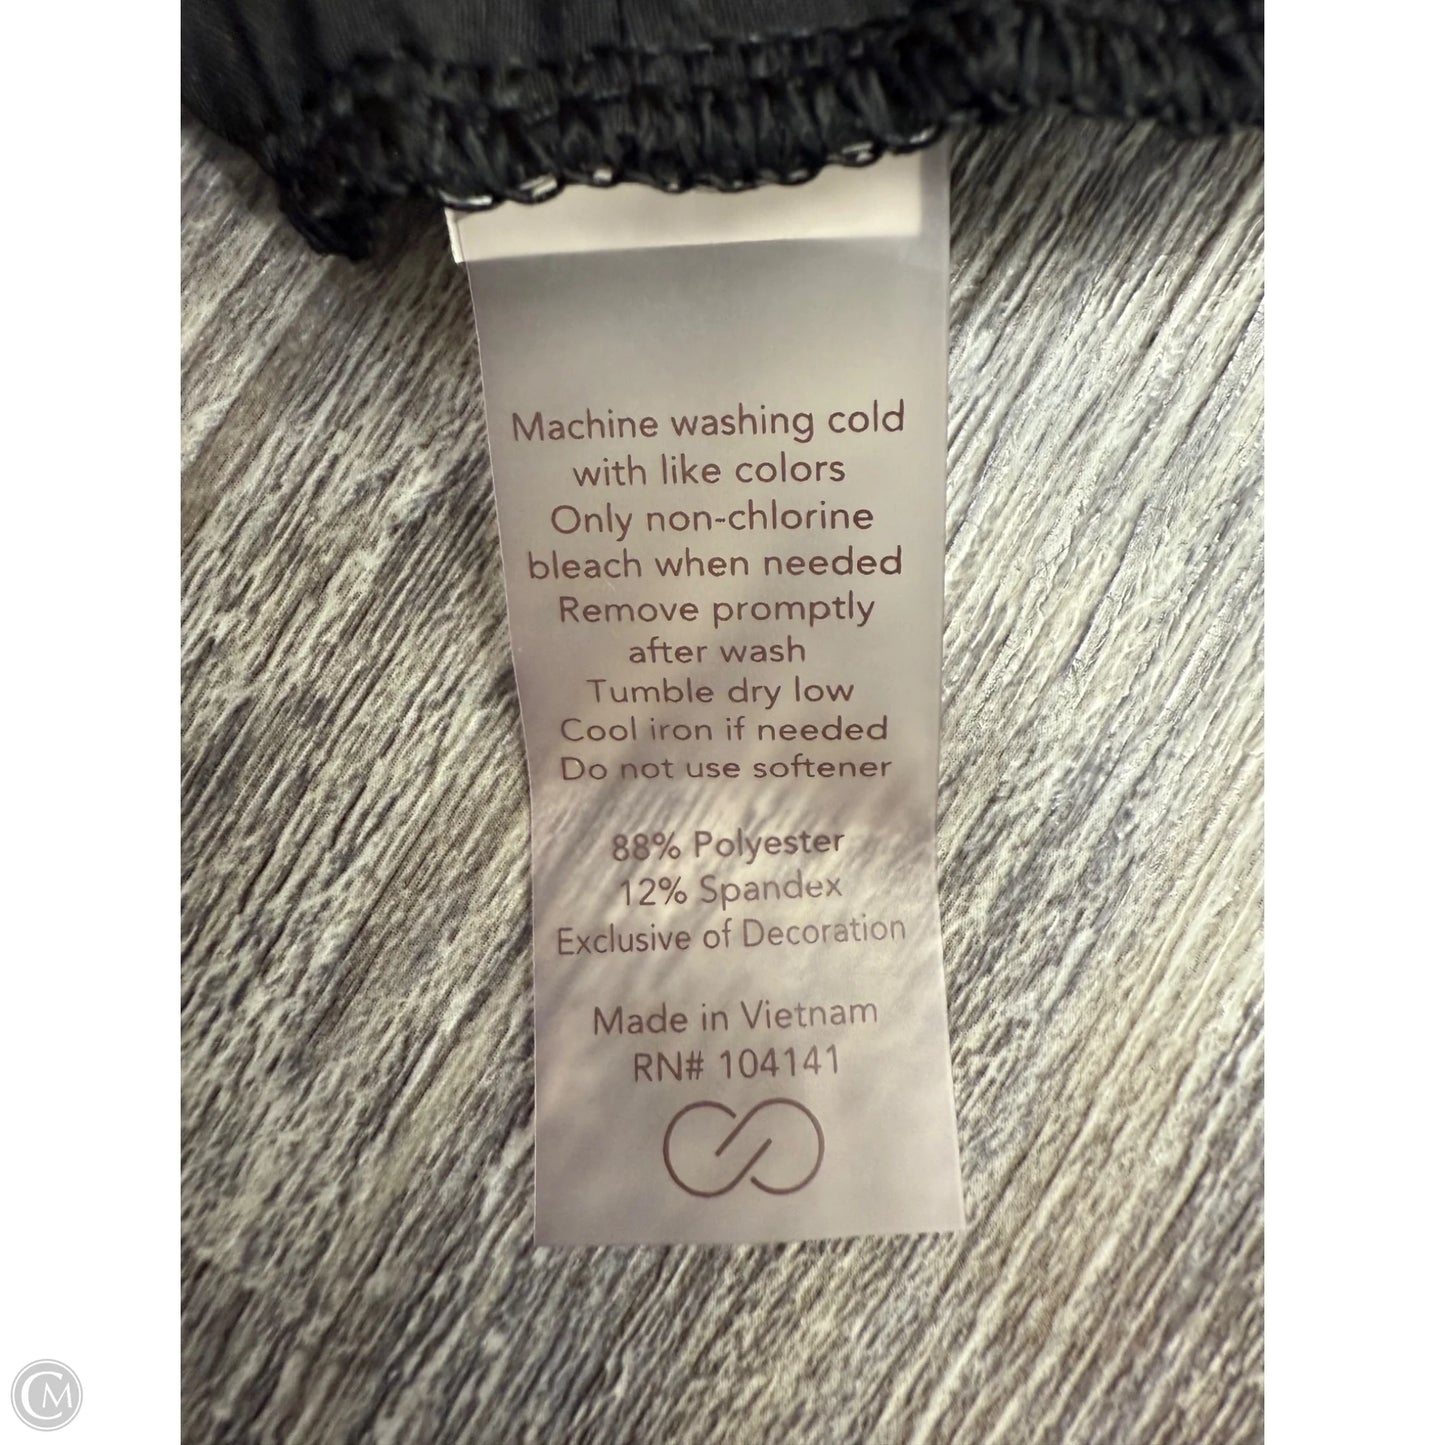 Machine washing cold
with like colors
Only non-chlorine
bleach when needed
Remove promptly
after wash
Tumble dry low
Cool iron if needed
Do not use softener
88% Polyester
12% Spandex
Exclusive of Decoration
Made in Vietnam
RN# 104141
CM